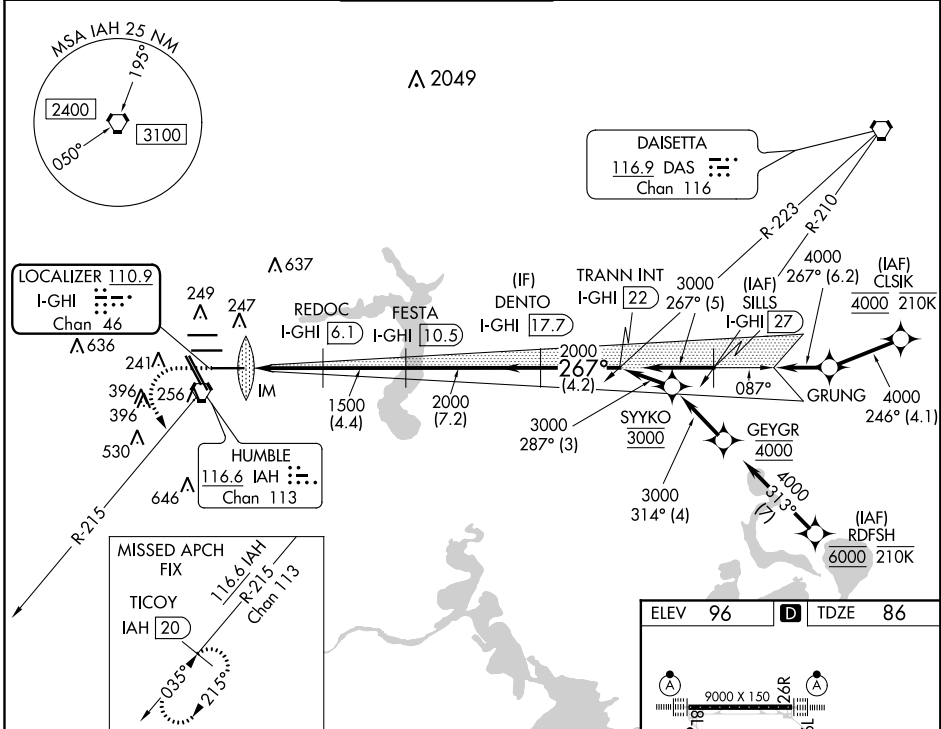 MSA IAH 25 NM
195°
2400
3100
050°
2049
DAISETTA
116.9 DAS
Chan 116
R-223
R-210
LOCALIZER 110.9
I-GHI
Chan 46
637
249
247
636
241
396
396
256
530
646
IM
REDOC
I-GHI 6.1
FESTA
I-GHI 10.5
(IF)
DENTO
I-GHI 17.7
TRANN INT
I-GHI 22
3000
267° (5)
(IAF)
SILLS
I-GHI 27
4000
267° (6.2)
(IAF)
CLSIK
4000 210K
2000
267°
(4.2)
1500
(4.4)
2000
(7.2)
087°
GRUNG
4000
246° (4.1)
3000
287° (3)
SYYKO
3000
GEYGR
4000
3000
314° (4)
4000
313°
(7)
(IAF)
RDFSH
6000 210K
HUMBLE
116.6 IAH
Chan 113
R-215
MISSED APCH
FIX
TICOY
IAH 20
116.6 IAH
R-215
Chan 113
035°
215°
ELEV 96 D TDZE 86
A
A
9000 X 150
26R
8L